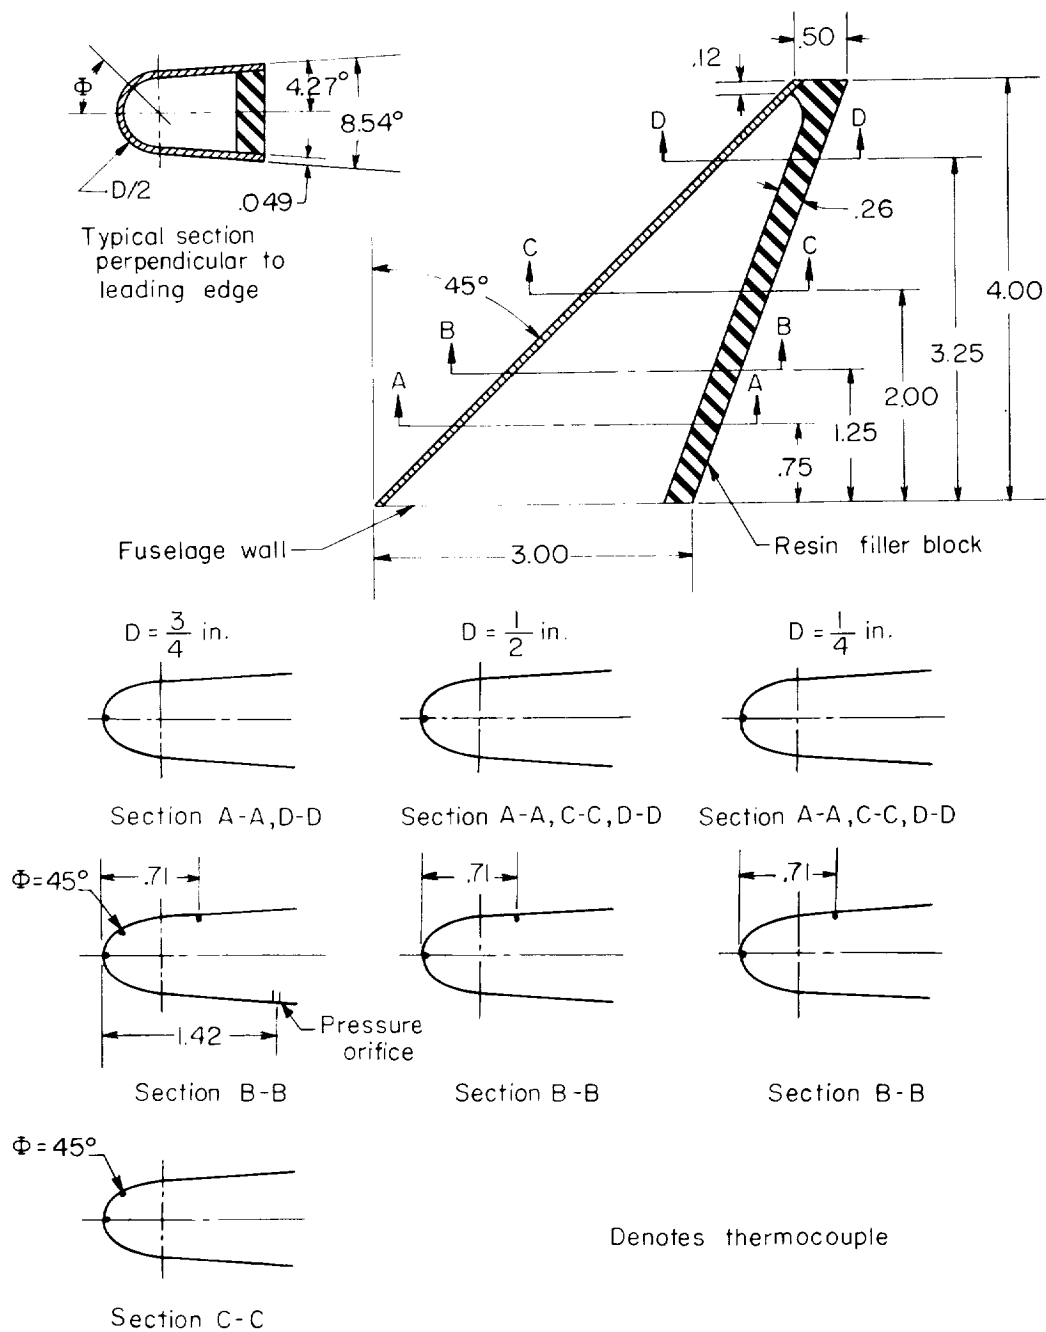 .50
.12
Φ
4.27°
8.54°
D D
D/2
.049
.26
Typical section
perpendicular to
leading edge
C C
45°
4.00
B B
3.25
A A
2.00
1.25
.75
Fuselage wall
3.00
Resin filler block
D = 3/4 in.
D = 1/2 in.
D = 1/4 in.
Section A-A, D-D
Section A-A, C-C, D-D
Section A-A, C-C, D-D
Φ=45°
.71
.71
.71
1.42
Pressure
orifice
Section B-B
Section B-B
Section B-B
Φ=45°
Denotes thermocouple
Section C-C